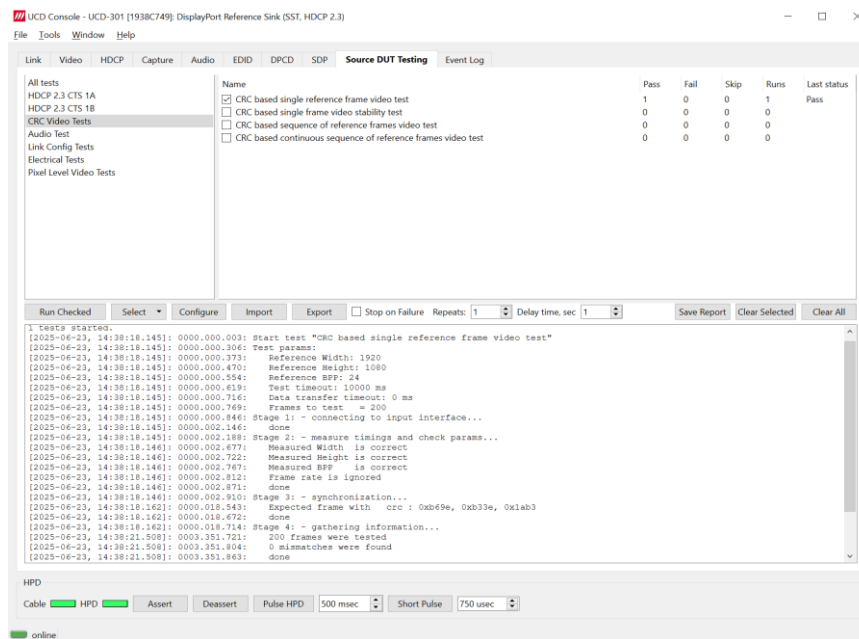 UCD Console - UCD-301 [1938C749]: DisplayPort Reference Sink (SST, HDCP 2.3)
File Tools Window Help
Link Video HDCP Capture Audio EDID DPCD SDP Source DUT Testing Event Log
All tests
HDCP 2.3 CTS 1A
HDCP 2.3 CTS 1B
CRC Video Tests
Audio Test
Link Config Tests
Electrical Tests
Pixel Level Video Tests
Name Pass Fail Skip Runs Last status
CRC based single reference frame video test 1 0 0 1 Pass
CRC based single frame video stability test 0 0 0 0
CRC based sequence of reference frames video test 0 0 0 0
CRC based continuous sequence of reference frames video test 0 0 0 0
Run Checked Select Configure Import Export Stop on Failure Repeats: 1 Delay time, sec 1 Save Report Clear Selected Clear All
1 tests started.
[2025-06-23, 14:38:18.145]: 0000.000.003: Start test "CRC based single reference frame video test"
[2025-06-23, 14:38:18.145]: 0000.000.306: Test params:
[2025-06-23, 14:38:18.145]: 0000.000.373: Reference Width: 1920
[2025-06-23, 14:38:18.145]: 0000.000.470: Reference Height: 1080
[2025-06-23, 14:38:18.145]: 0000.000.554: Reference BPP: 24
[2025-06-23, 14:38:18.145]: 0000.000.619: Test timeout: 10000 ms
[2025-06-23, 14:38:18.145]: 0000.000.716: Data transfer timeout: 0 ms
[2025-06-23, 14:38:18.145]: 0000.000.769: Frames to test = 200
[2025-06-23, 14:38:18.145]: 0000.000.846: Stage 1: - connecting to input interface...
[2025-06-23, 14:38:18.145]: 0000.002.146: done
[2025-06-23, 14:38:18.145]: 0000.002.188: Stage 2: - measure timings and check params...
[2025-06-23, 14:38:18.146]: 0000.002.677: Measured Width is correct
[2025-06-23, 14:38:18.146]: 0000.002.722: Measured Height is correct
[2025-06-23, 14:38:18.146]: 0000.002.767: Measured BPP is correct
[2025-06-23, 14:38:18.146]: 0000.002.812: Frame rate is ignored
[2025-06-23, 14:38:18.146]: 0000.002.871: done
[2025-06-23, 14:38:18.146]: 0000.002.910: Stage 3: - synchronization...
[2025-06-23, 14:38:18.162]: 0000.018.543: Expected frame with crc : 0xb69e, 0xb33e, 0x1ab3
[2025-06-23, 14:38:18.162]: 0000.018.672: done
[2025-06-23, 14:38:18.162]: 0000.018.714: Stage 4: - gathering information...
[2025-06-23, 14:38:21.508]: 0003.351.721: 200 frames were tested
[2025-06-23, 14:38:21.508]: 0003.351.804: 0 mismatches were found
[2025-06-23, 14:38:21.508]: 0003.351.863: done
HPD
Cable HPD Assert Deassert Pulse HPD 500 msec Short Pulse 750 usec
online